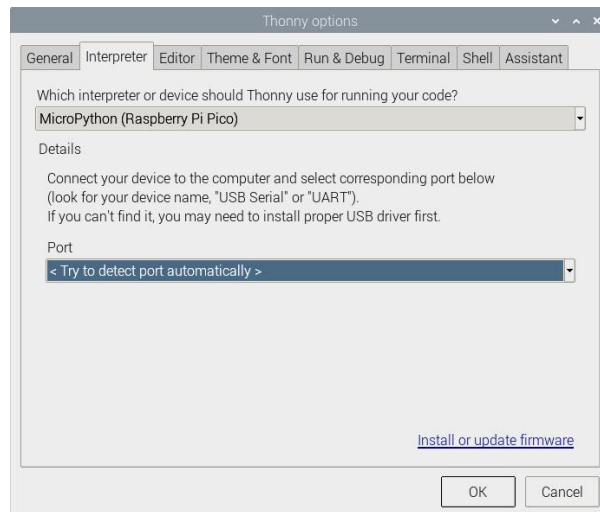 Thonny options
General Interpreter Editor Theme & Font Run & Debug Terminal Shell Assistant
Which interpreter or device should Thonny use for running your code?
MicroPython (Raspberry Pi Pico)
Details
Connect your device to the computer and select corresponding port below
(look for your device name, "USB Serial" or "UART").
If you can't find it, you may need to install proper USB driver first.
Port
< Try to detect port automatically >
Install or update firmware
OK Cancel